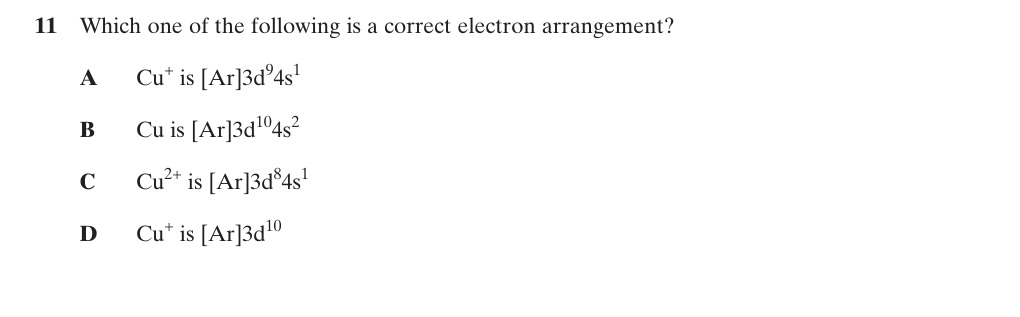 11 Which one of the following is a correct electron arrangement?
A Cu⁺ is [Ar]3d⁹4s¹
B Cu is [Ar]3d¹⁰4s²
C Cu²⁺ is [Ar]3d⁸4s¹
D Cu⁺ is [Ar]3d¹⁰